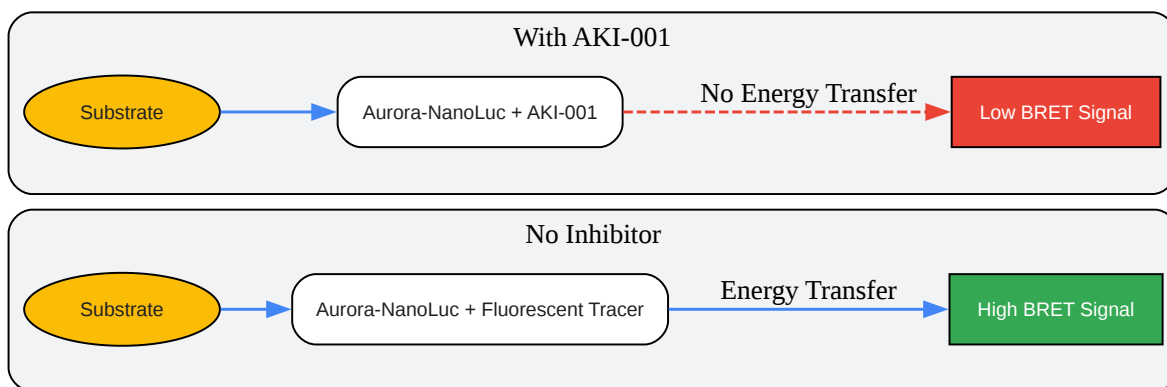 With AKI-001
Substrate
Aurora-NanoLuc + AKI-001
No Energy Transfer
Low BRET Signal
No Inhibitor
Substrate
Aurora-NanoLuc + Fluorescent Tracer
Energy Transfer
High BRET Signal